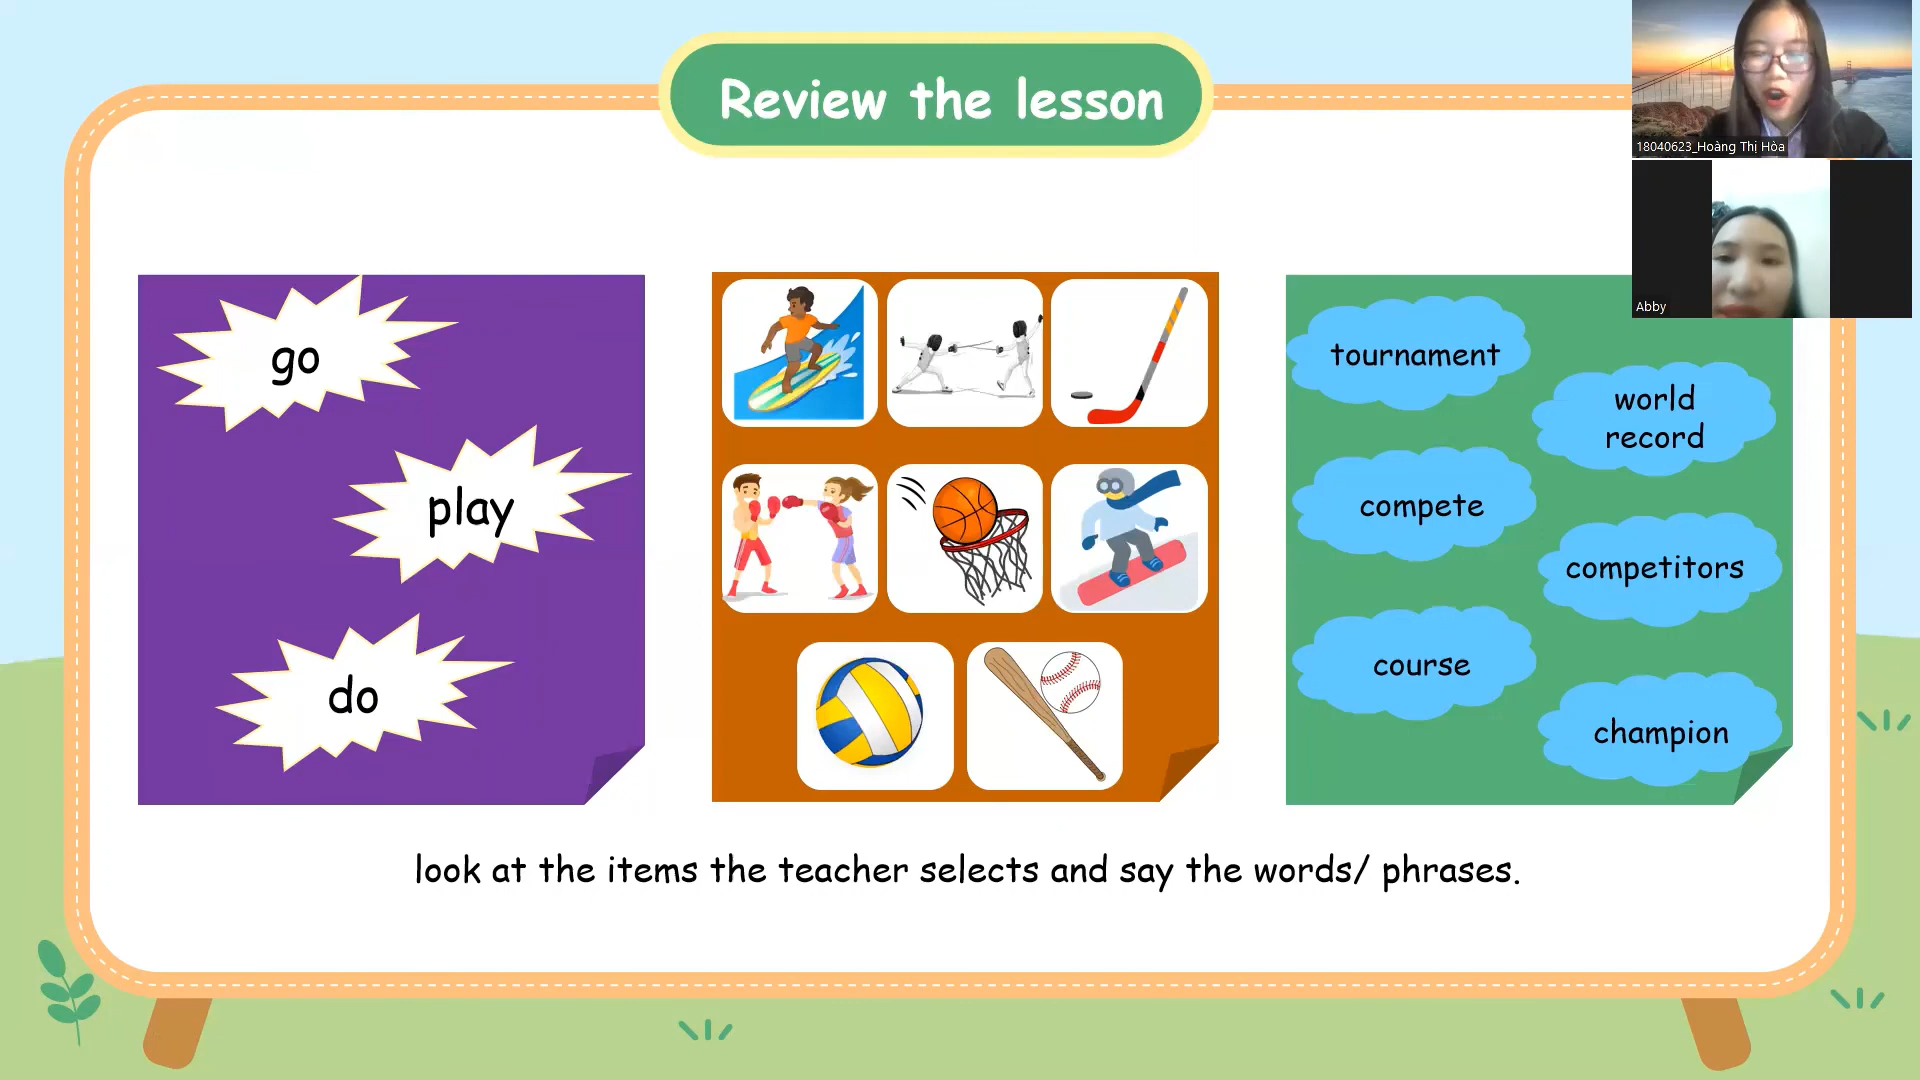 Review the lesson
18040623_Hoàng Thị Hòa
Abby
go
play
do
tournament
world
record
compete
competitors
course
champion
look at the items the teacher selects and say the words/ phrases.